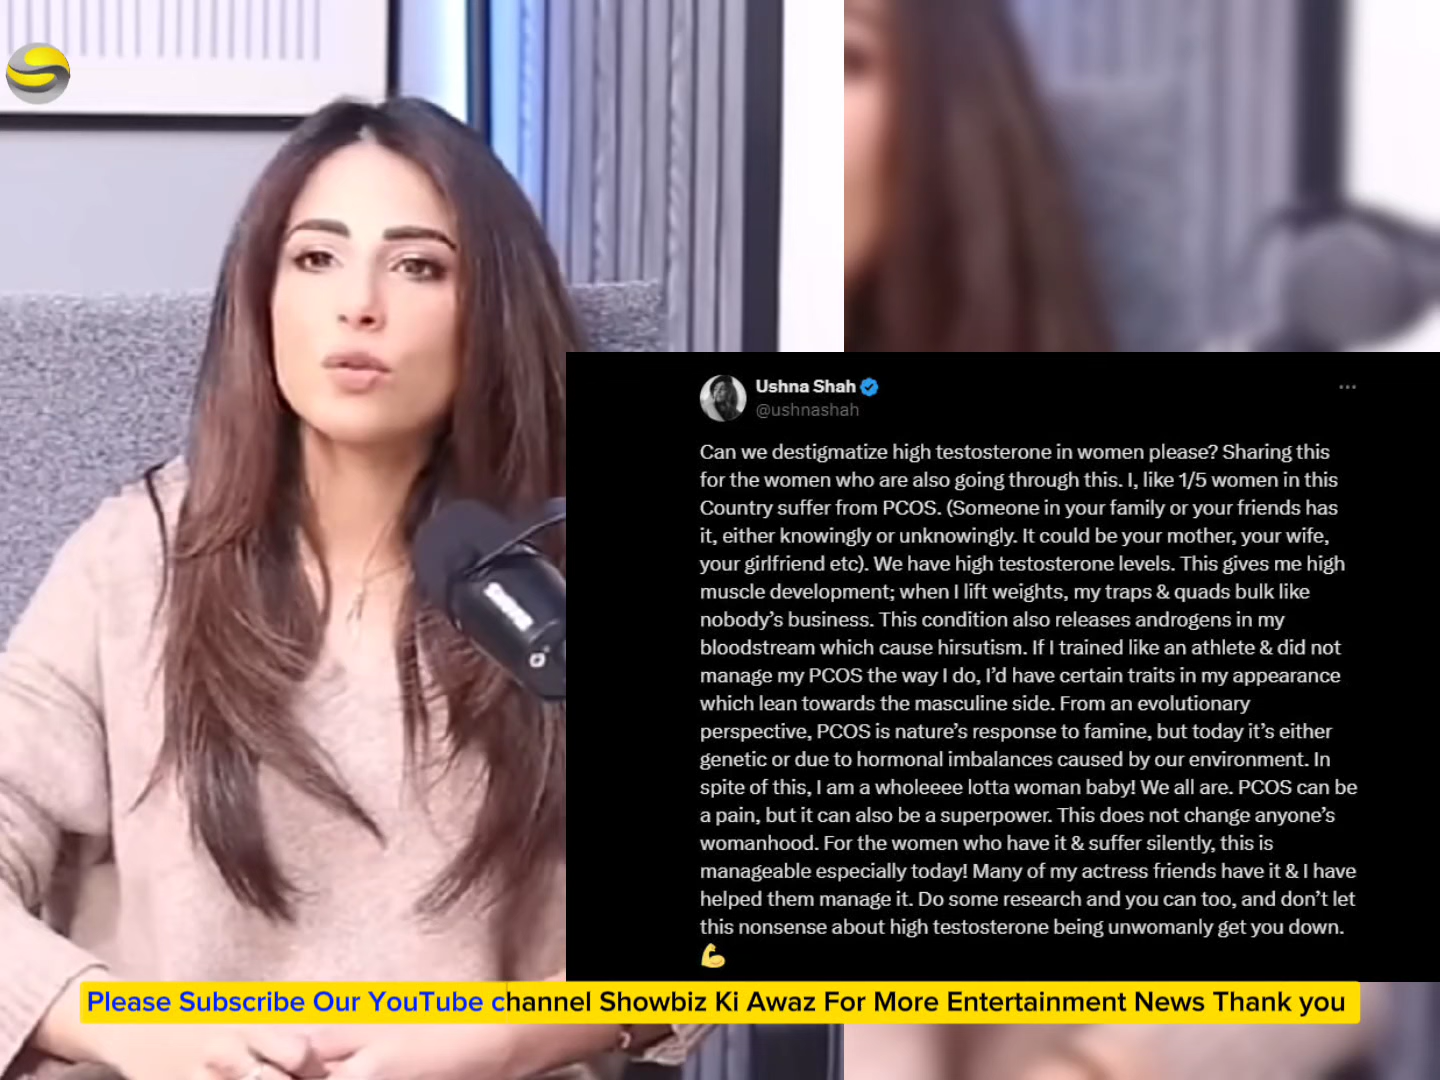 Ushna Shah
@ushnashah
Can we destigmatize high testosterone in women please? Sharing this
for the women who are also going through this. I, like 1/5 women in this
Country suffer from PCOS. (Someone in your family or your friends has
it, either knowingly or unknowingly. It could be your mother, your wife,
your girlfriend etc). We have high testosterone levels. This gives me high
muscle development; when I lift weights, my traps & quads bulk like
nobody’s business. This condition also releases androgens in my
bloodstream which cause hirsutism. If I trained like an athlete & did not
manage my PCOS the way I do, I’d have certain traits in my appearance
which lean towards the masculine side. From an evolutionary
perspective, PCOS is nature’s response to famine, but today it’s either
genetic or due to hormonal imbalances caused by our environment. In
spite of this, I am a wholeeee lotta woman baby! We all are. PCOS can be
a pain, but it can also be a superpower. This does not change anyone’s
womanhood. For the women who have it & suffer silently, this is
manageable especially today! Many of my actress friends have it & I have
helped them manage it. Do some research and you can too, and don’t let
this nonsense about high testosterone being unwomanly get you down.
💪
Please Subscribe Our YouTube channel Showbiz Ki Awaz For More Entertainment News Thank you